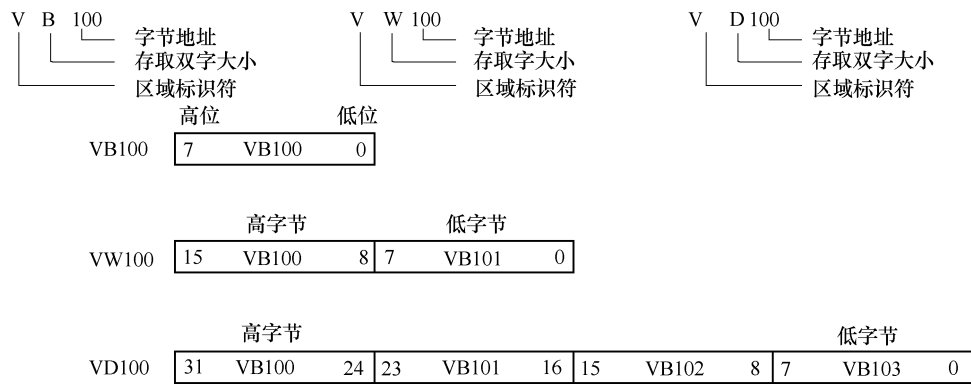 V B 100 V W 100 V D 100
字节地址 字节地址 字节地址
存取双字大小 存取字大小 存取双字大小
区域标识符 区域标识符 区域标识符
高位 低位
VB100 7 VB100 0
高字节 低字节
VW100 15 VB100 8 7 VB101 0
高字节 低字节
VD100 31 VB100 24 23 VB101 16 15 VB102 8 7 VB103 0